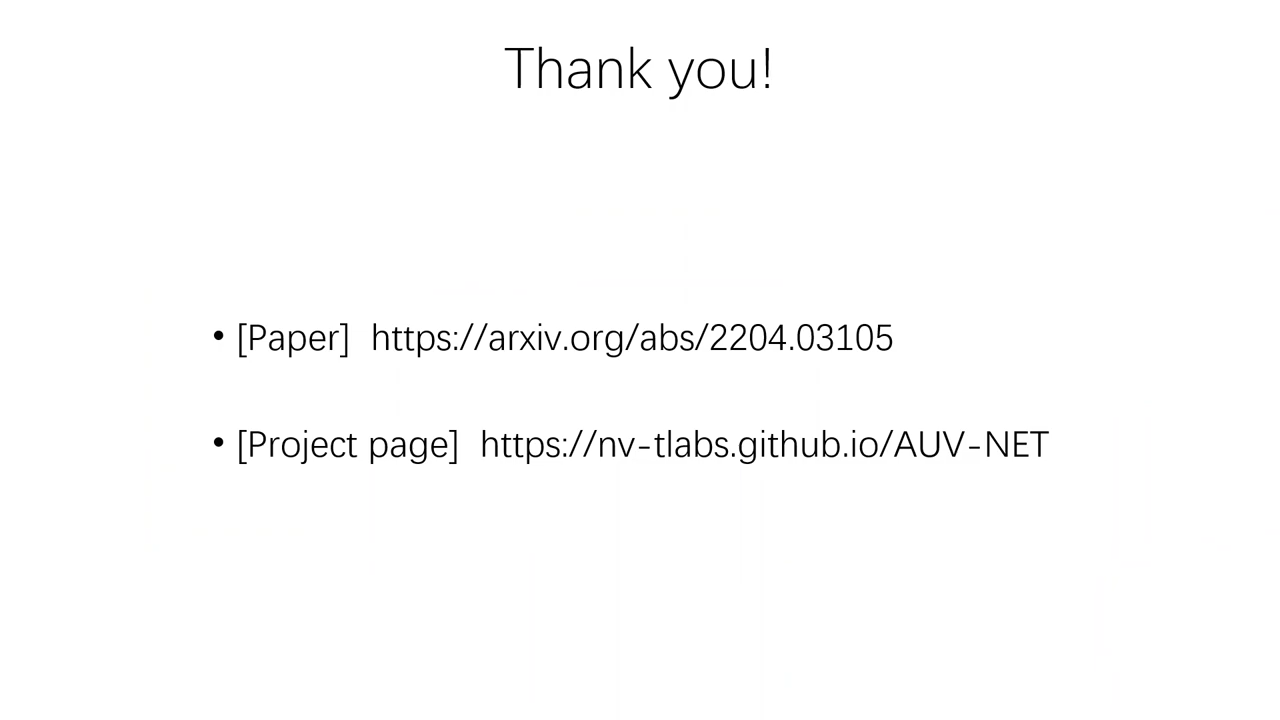 Thank you!
• [Paper] https://arxiv.org/abs/2204.03105
• [Project page] https://nv-tlabs.github.io/AUV-NET